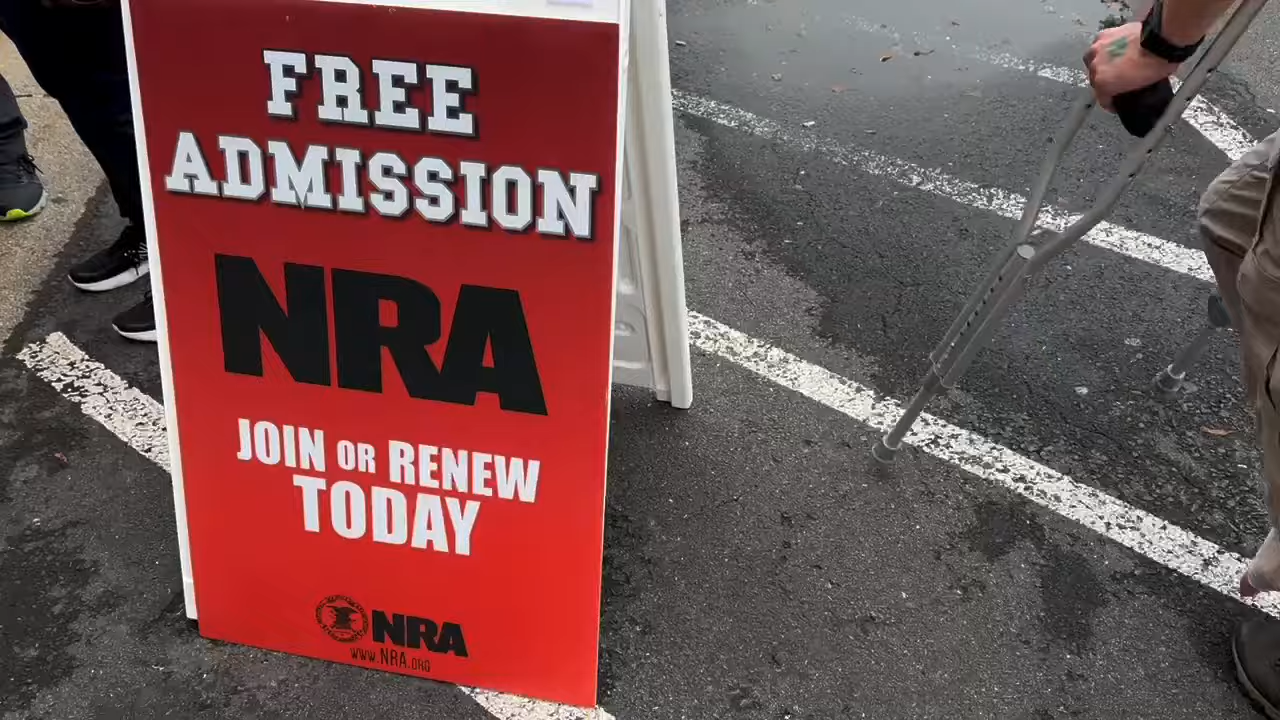 FREE
ADMISSION
NRA
JOIN OR RENEW
TODAY
NRA
WWW.NRA.ORG